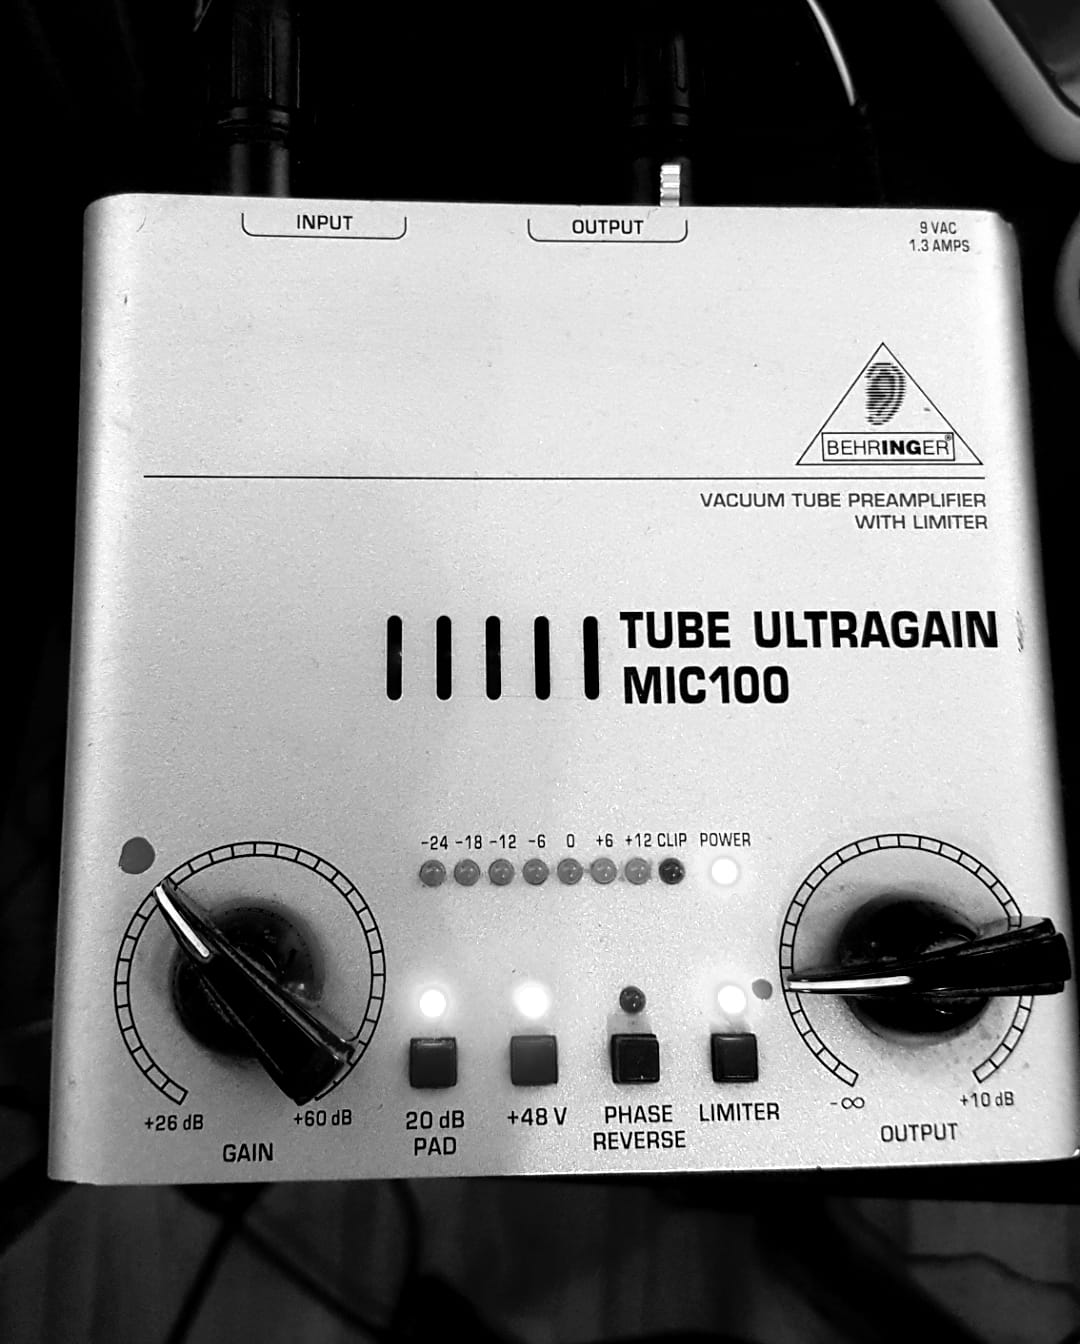 INPUT
OUTPUT
9 VAC
1.3 AMPS
BEHRINGER®
VACUUM TUBE PREAMPLIFIER
WITH LIMITER
TUBE ULTRAGAIN
MIC100
-24 -18 -12 -6 0 +6 +12 CLIP POWER
+26 dB
+60 dB
GAIN
20 dB
PAD
+48 V
PHASE
REVERSE
LIMITER
-∞
+10 dB
OUTPUT